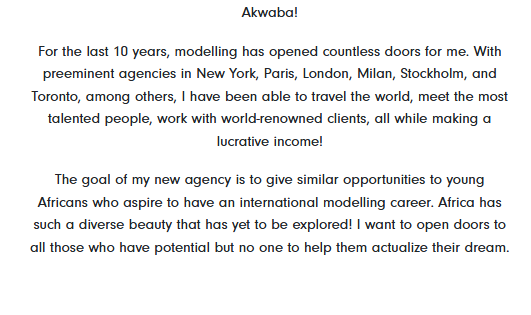 Akwaba!
For the last 10 years, modelling has opened countless doors for me. With
preeminent agencies in New York, Paris, London, Milan, Stockholm, and
Toronto, among others, I have been able to travel the world, meet the most
talented people, work with world-renowned clients, all while making a
lucrative income!
The goal of my new agency is to give similar opportunities to young
Africans who aspire to have an international modelling career. Africa has
such a diverse beauty that has yet to be explored! I want to open doors to
all those who have potential but no one to help them actualize their dream.